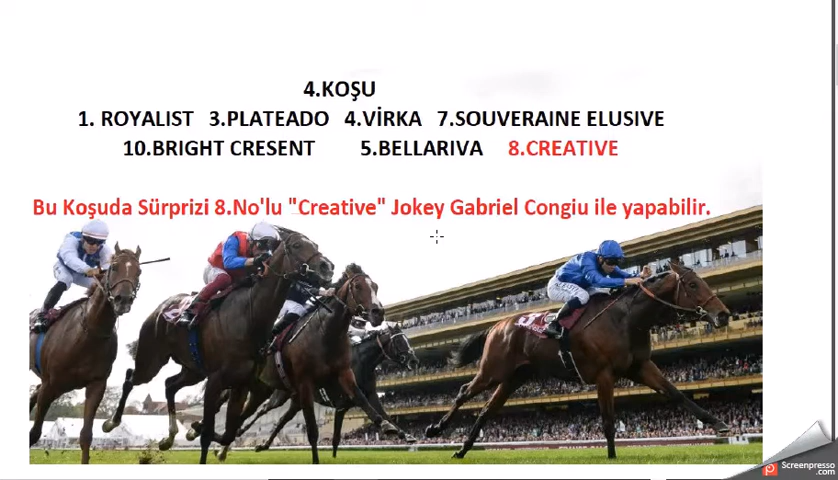 4.KOŞU
1. ROYALIST 3.PLATEADO 4.VİRKA 7.SOUVERAINE ELUSIVE
10.BRIGHT CRESENT 5.BELLARIVA 8.CREATIVE
Bu Koşuda Sürprizi 8.No'lu "Creative" Jokey Gabriel Congiu ile yapabilir.
Screenpresso
.com